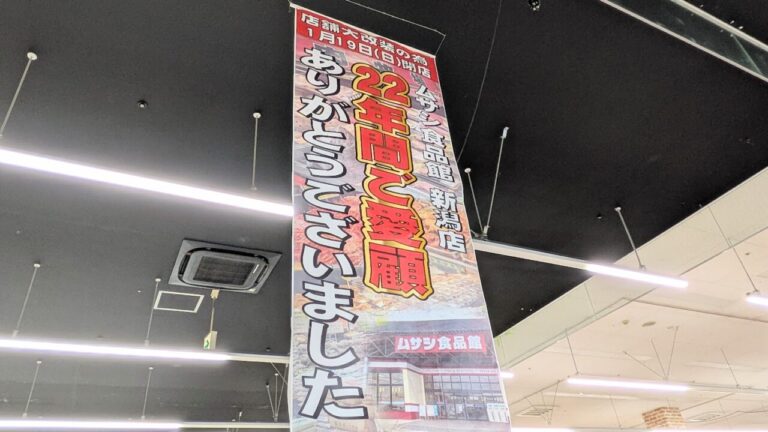 店舗大改装の為
1月19日(日)閉店
ムサシ食品館 新潟店
22年間ご愛顧
ありがとうございました
ムサシ食品館